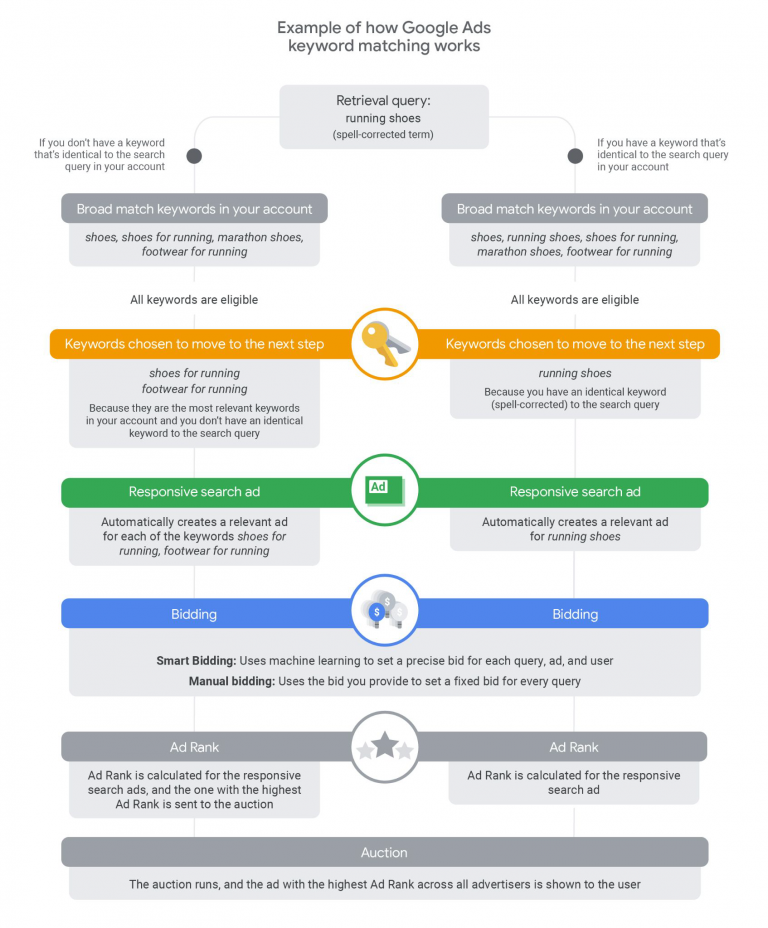 Example of how Google Ads
keyword matching works
Retrieval query:
running shoes
(spell-corrected term)
If you don’t have a keyword
that’s identical to the search
query in your account
If you have a keyword that’s
identical to the search query
in your account
Broad match keywords in your account
shoes, shoes for running, marathon shoes,
footwear for running
Broad match keywords in your account
shoes, running shoes, shoes for running,
marathon shoes, footwear for running
All keywords are eligible
All keywords are eligible
Keywords chosen to move to the next step
Keywords chosen to move to the next step
shoes for running
footwear for running
Because they are the most relevant keywords
in your account and you don’t have an identical
keyword to the search query
running shoes
Because you have an identical keyword
(spell-corrected) to the search query
Responsive search ad
Ad
Responsive search ad
Automatically creates a relevant ad
for each of the keywords shoes for
running, footwear for running
Automatically creates a relevant ad
for running shoes
Bidding
$ $ $
Bidding
Smart Bidding: Uses machine learning to set a precise bid for each query, ad, and user
Manual bidding: Uses the bid you provide to set a fixed bid for every query
Ad Rank
Ad Rank
Ad Rank is calculated for the responsive
search ads, and the one with the highest
Ad Rank is sent to the auction
Ad Rank is calculated for the responsive
search ad
Auction
The auction runs, and the ad with the highest Ad Rank across all advertisers is shown to the user